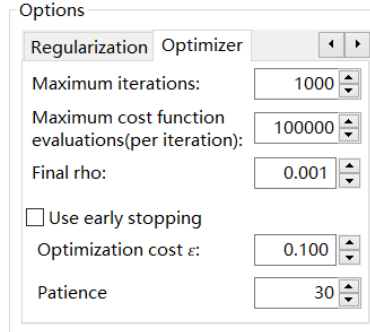 Options
Regularization Optimizer
Maximum iterations: 1000
Maximum cost function
evaluations(per iteration): 100000
Final rho: 0.001
Use early stopping
Optimization cost ε: 0.100
Patience 30